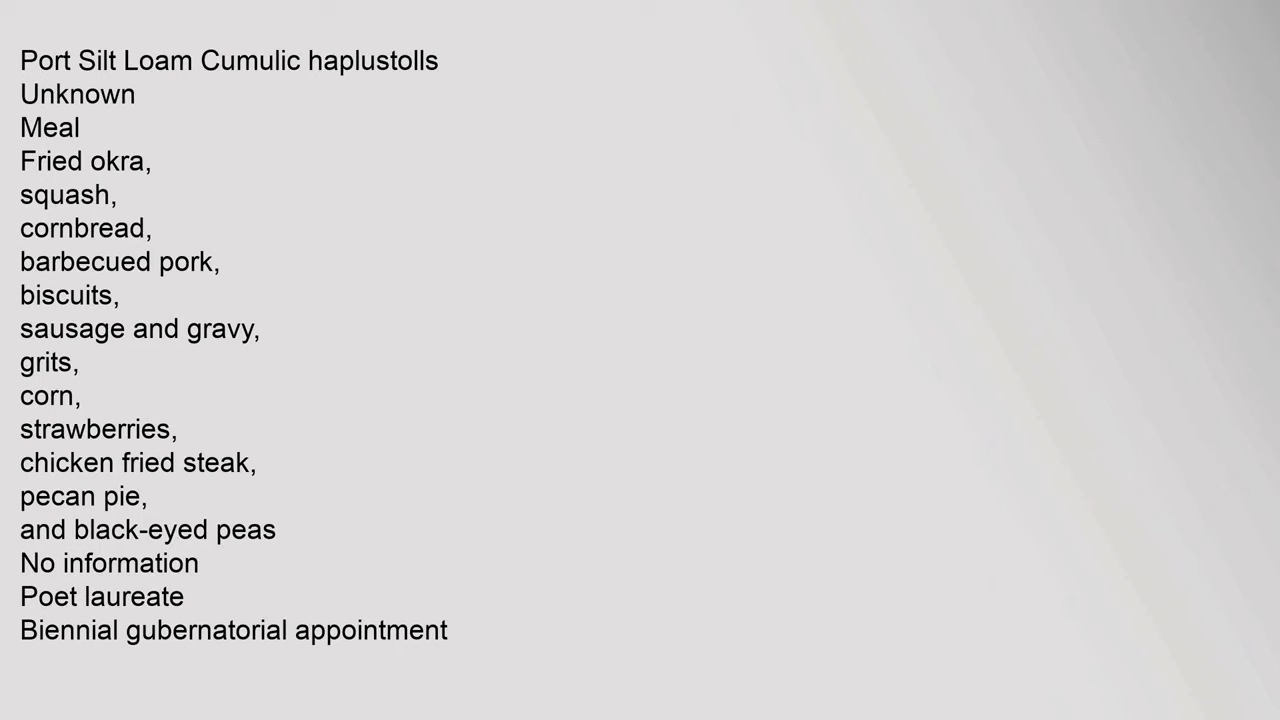 Port Silt Loam Cumulic haplustolls
Unknown
Meal
Fried okra,
squash,
cornbread,
barbecued pork,
biscuits,
sausage and gravy,
grits,
corn,
strawberries,
chicken fried steak,
pecan pie,
and black-eyed peas
No information
Poet laureate
Biennial gubernatorial appointment